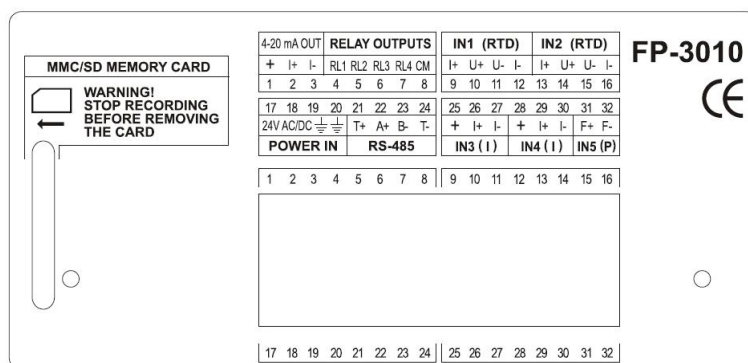 4-20 mA OUT RELAY OUTPUTS IN1 (RTD) IN2 (RTD)
+ I+ I- RL1 RL2 RL3 RL4 CM I+ U+ U- I- I+ U+ U- I-
1 2 3 4 5 6 7 8 9 10 11 12 13 14 15 16
17 18 19 20 21 22 23 24 25 26 27 28 29 30 31 32
24V AC/DC T+ A+ B- T- + I+ I- + I+ I- F+ F-
POWER IN RS-485 IN3 (I) IN4 (I) IN5 (P)
FP-3010
CE
MMC/SD MEMORY CARD
WARNING!
STOP RECORDING
BEFORE REMOVING
THE CARD
1 2 3 4 5 6 7 8 9 10 11 12 13 14 15 16
17 18 19 20 21 22 23 24 25 26 27 28 29 30 31 32